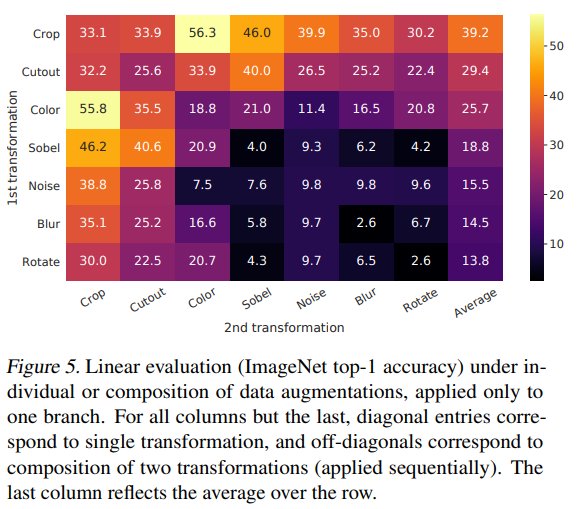 Crop 33.1 33.9 56.3 46.0 39.9 35.0 30.2 39.2
Cutout 32.2 25.6 33.9 40.0 26.5 25.2 22.4 29.4
Color 55.8 35.5 18.8 21.0 11.4 16.5 20.8 25.7
Sobel 46.2 40.6 20.9 4.0 9.3 6.2 4.2 18.8
Noise 38.8 25.8 7.5 7.6 9.8 9.8 9.6 15.5
Blur 35.1 25.2 16.6 5.8 9.7 2.6 6.7 14.5
Rotate 30.0 22.5 20.7 4.3 9.7 6.5 2.6 13.8
Crop Cutout Color Sobel Noise Blur Rotate Average
1st transformation
2nd transformation
50
40
30
20
10
Figure 5. Linear evaluation (ImageNet top-1 accuracy) under in-
dividual or composition of data augmentations, applied only to
one branch. For all columns but the last, diagonal entries corre-
spond to single transformation, and off-diagonals correspond to
composition of two transformations (applied sequentially). The
last column reflects the average over the row.